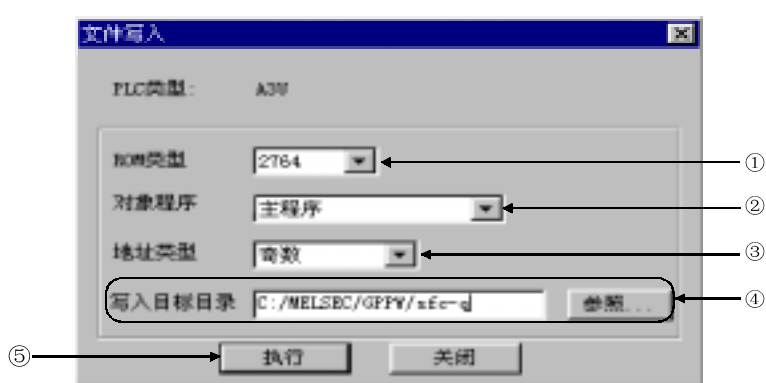 文件写入
PLC类型: A3U
ROM类型 2764 ①
对象程序 主程序 ②
地址类型 奇数 ③
写入目标目录 C:/MELSEC/GPPW/sfc-q 参照... ④
⑤ 执行 关闭